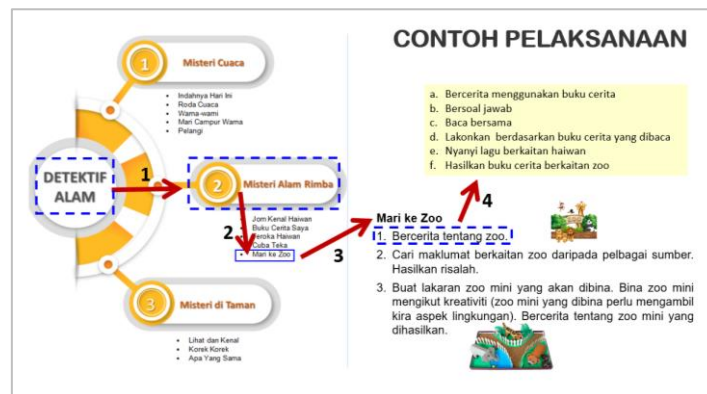 CONTOH PELAKSANAAN
1
Misteri Cuaca
• Indahnya Hari Ini
• Roda Cuaca
• Warna-warni
• Mari Campur Warna
• Pelangi
DETEKTIF
ALAM
1
2
Misteri Alam Rimba
2
Jom Kenal Haiwan
Buku Cerita Saya
Teroka Haiwan
Cuba Teka
• Mari ke Zoo
3
3
Misteri di Taman
• Lihat dan Kenal
• Korek Korek
• Apa Yang Sama
a. Bercerita menggunakan buku cerita
b. Bersoal jawab
c. Baca bersama
d. Lakonkan berdasarkan buku cerita yang dibaca
e. Nyanyi lagu berkaitan haiwan
f. Hasilkan buku cerita berkaitan zoo
4
Mari ke Zoo
1. Bercerita tentang zoo.
2. Cari maklumat berkaitan zoo daripada pelbagai sumber.
Hasilkan risalah.
3. Buat lakaran zoo mini yang akan dibina. Bina zoo mini
mengikut kreativiti (zoo mini yang dibina perlu mengambil
kira aspek lingkungan). Bercerita tentang zoo mini yang
dihasilkan.